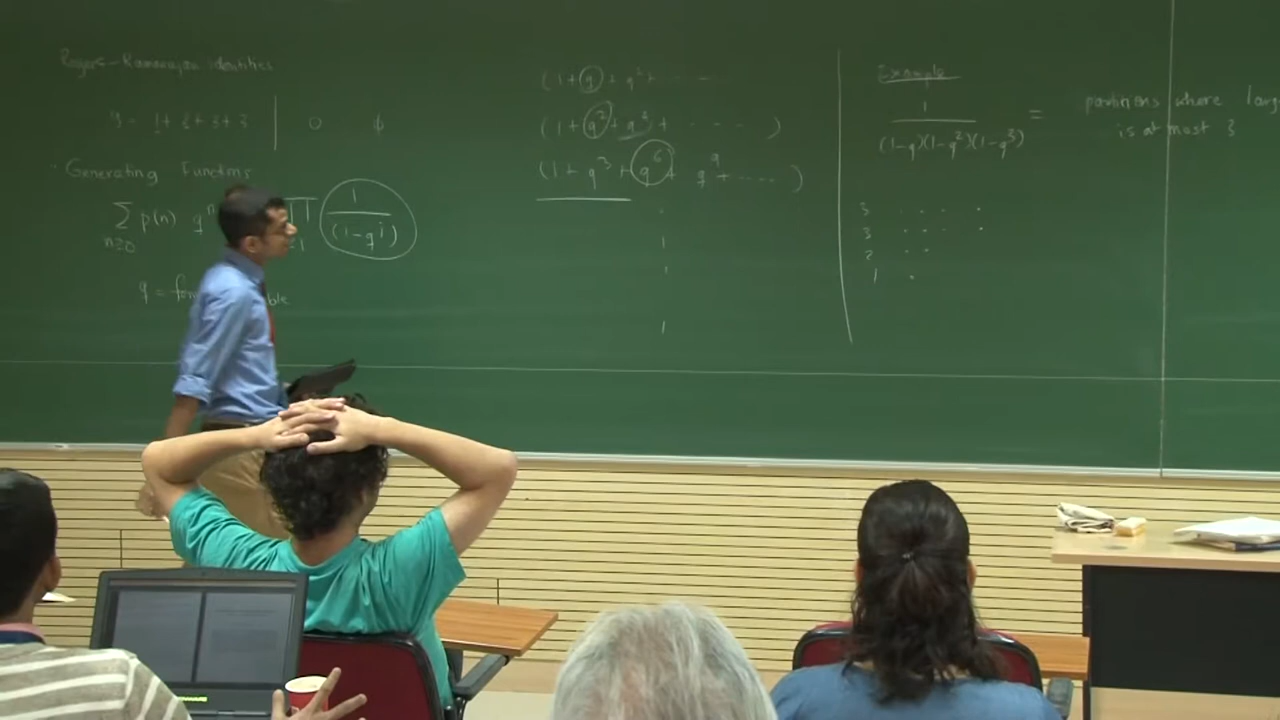 Rogers-Ramanujan identities
9 = 1+2+3+3 | 0 φ
Generating Functions
∑ p(n) q^n ∏ 1/(1-q^i)
n≥0
q =
(1+q+q^2+ ....
(1+q^2+q^4+ .... )
(1+q^3+q^6+ q^9+ .... )
Example
1/(1-q)(1-q^2)(1-q^3) = partitions where
is at most 3
3
2
1